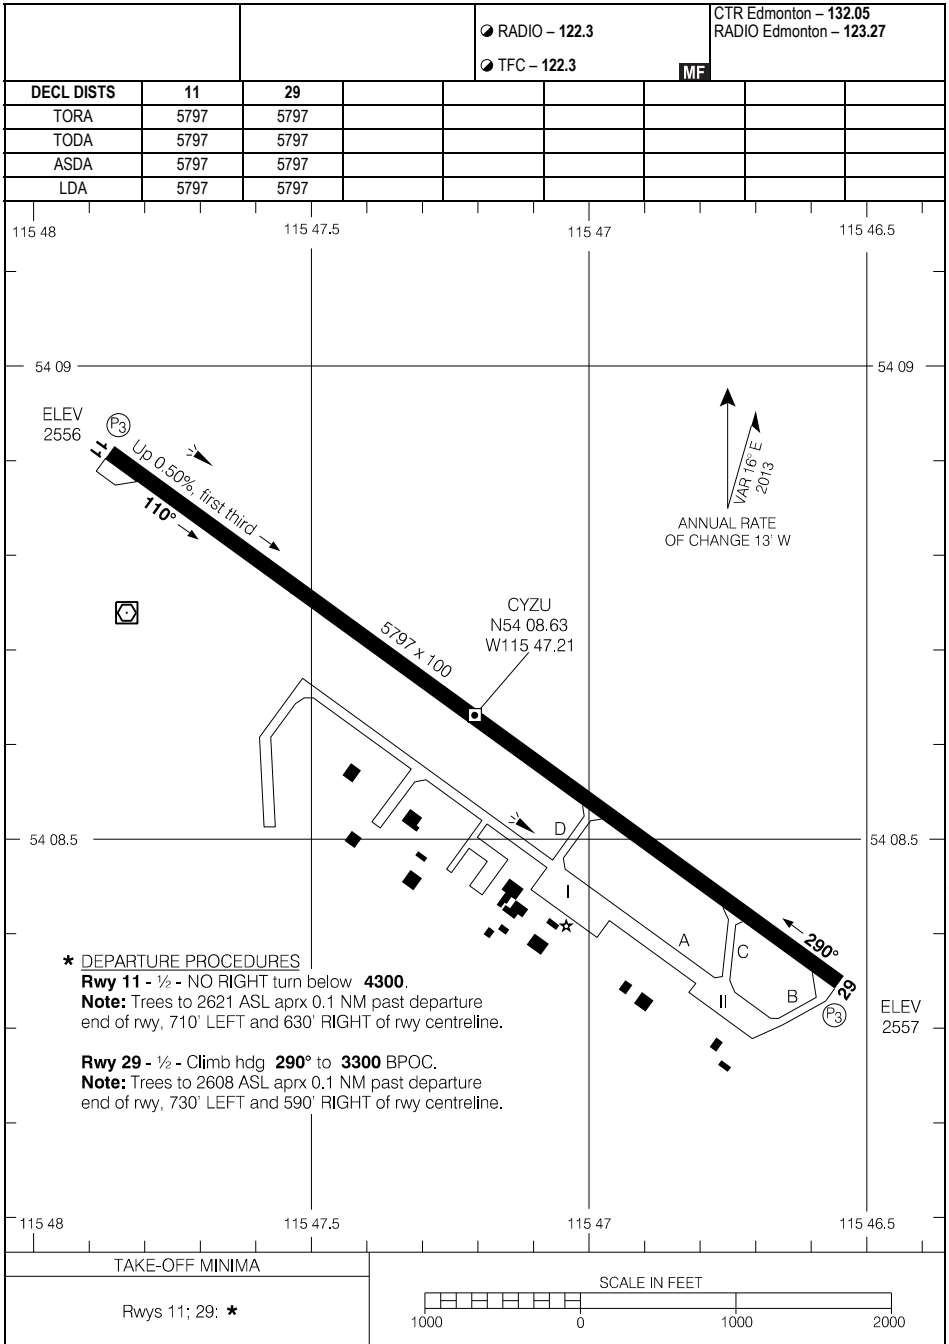 RADIO – 122.3
TFC – 122.3
MF
CTR Edmonton – 132.05
RADIO Edmonton – 123.27
DECL DISTS 11 29
TORA 5797 5797
TODA 5797 5797
ASDA 5797 5797
LDA 5797 5797
115 48 115 47.5 115 47 115 46.5
54 09 54 09
ELEV
2556
P3
11
Up 0.50%, first third
110°
VAR 16° E
2013
ANNUAL RATE
OF CHANGE 13' W
CYZU
N54 08.63
W115 47.21
5797 x 100
54 08.5 54 08.5
D
I
A
C
B
II
290°
29
P3
ELEV
2557
* DEPARTURE PROCEDURES
Rwy 11 - ½ - NO RIGHT turn below 4300.
Note: Trees to 2621 ASL aprx 0.1 NM past departure
end of rwy, 710' LEFT and 630' RIGHT of rwy centreline.
Rwy 29 - ½ - Climb hdg 290° to 3300 BPOC.
Note: Trees to 2608 ASL aprx 0.1 NM past departure
end of rwy, 730' LEFT and 590' RIGHT of rwy centreline.
115 48 115 47.5 115 47 115 46.5
TAKE-OFF MINIMA
Rwys 11; 29: *
SCALE IN FEET
1000 0 1000 2000